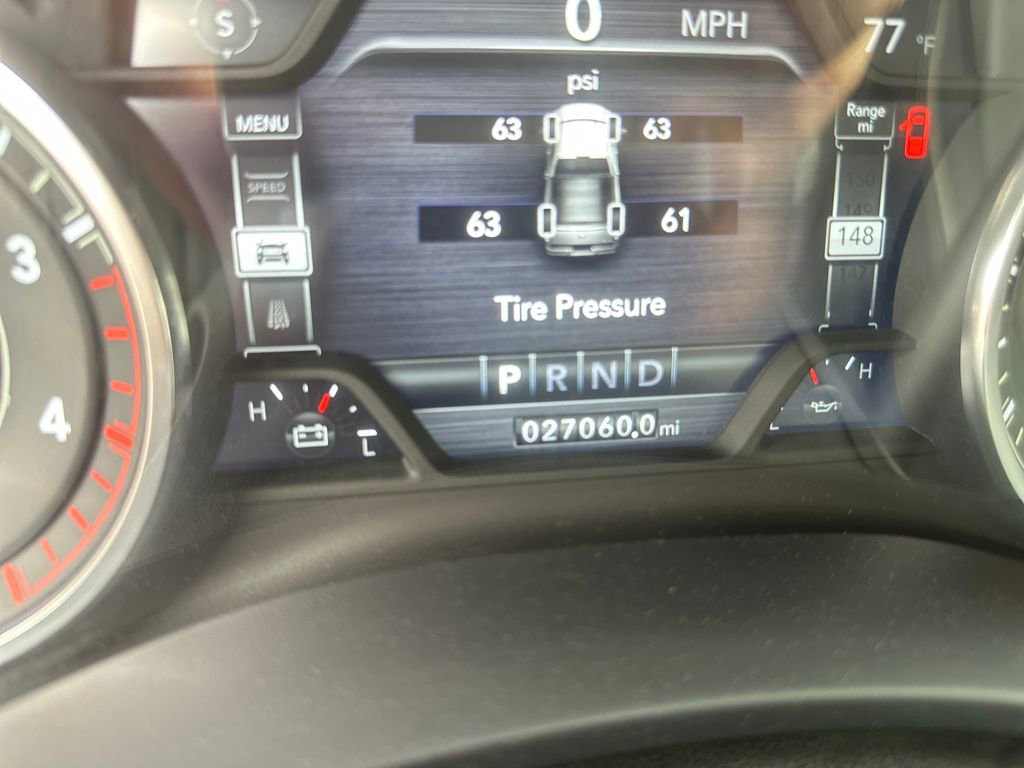 S
0 MPH
77 °F
psi
63 63
63 61
Tire Pressure
MENU
SPEED
Range
mi
150
149
148
147
P R N D
027060.0 mi
H
L
H
L
3
4